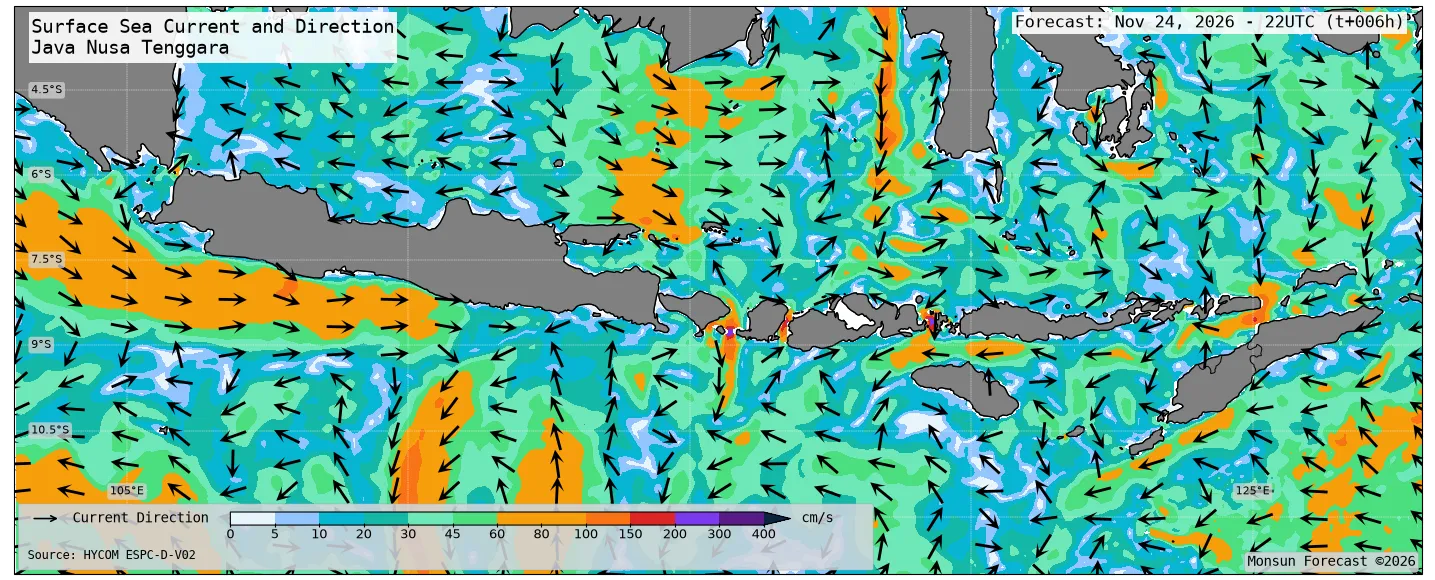 Surface Sea Current and Direction
Java Nusa Tenggara
Forecast: Nov 24, 2026 - 22UTC (t+006h)
4.5°S
6°S
7.5°S
9°S
10.5°S
105°E
125°E
Current Direction
0 5 10 20 30 45 60 80 100 150 200 300 400
cm/s
Source: HYCOM ESPC-D-V02
Monsun Forecast ©2026